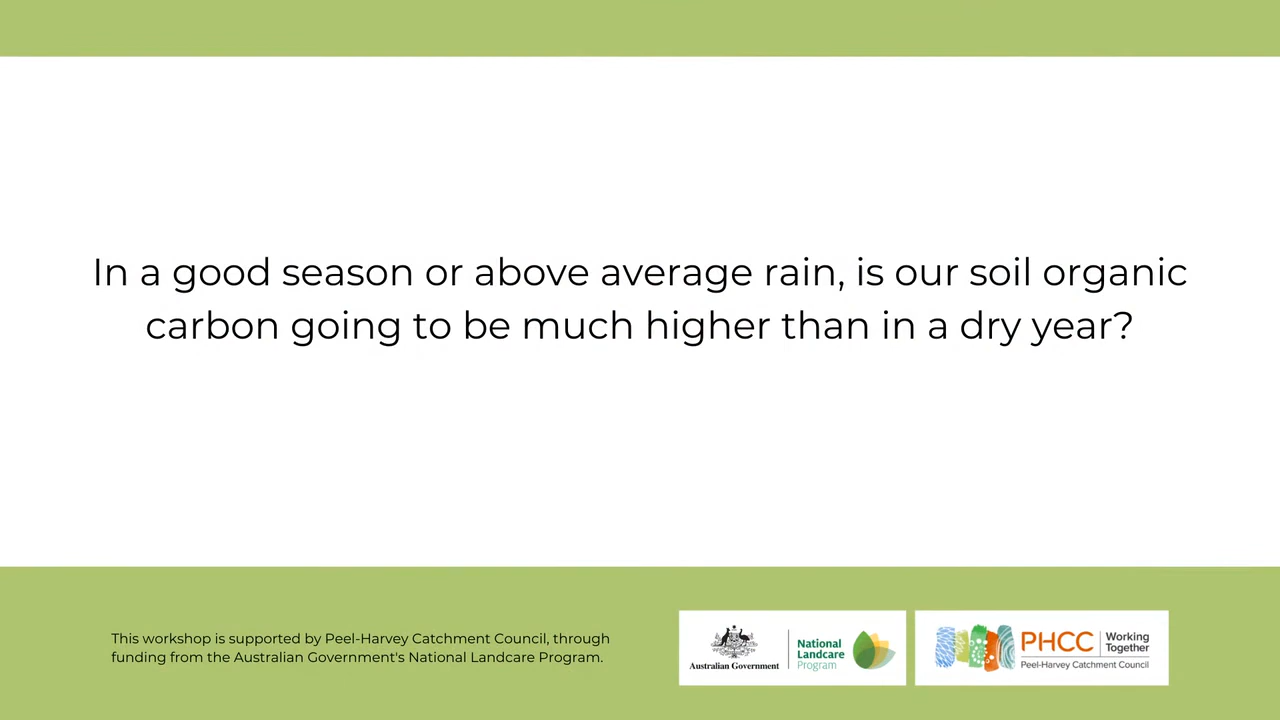 In a good season or above average rain, is our soil organic
carbon going to be much higher than in a dry year?
This workshop is supported by Peel-Harvey Catchment Council, through
funding from the Australian Government's National Landcare Program.
Australian Government
National
Landcare
Program
PHCC
Working
Together
Peel-Harvey Catchment Council